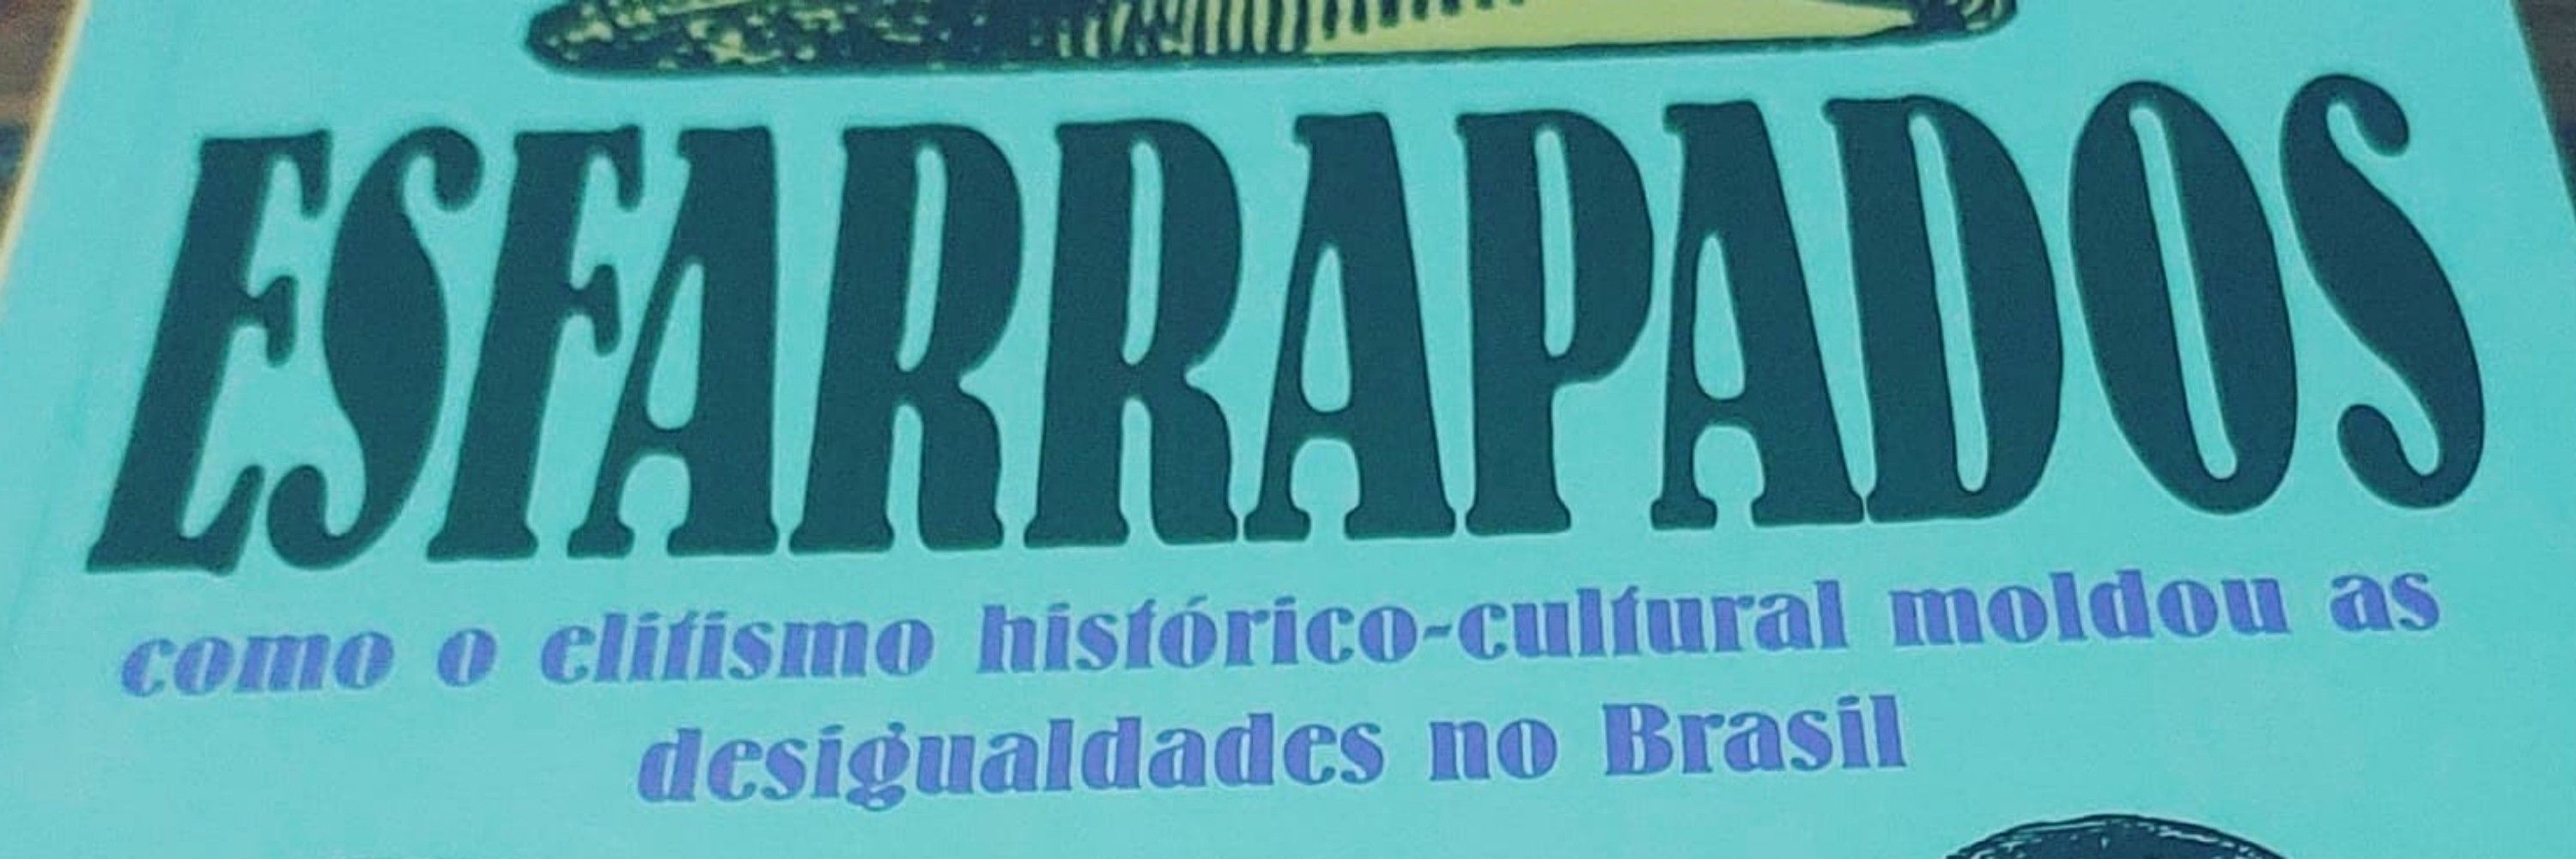 ESFARRAPADOS
como o elitismo histórico-cultural moldou as
desigualdades no Brasil